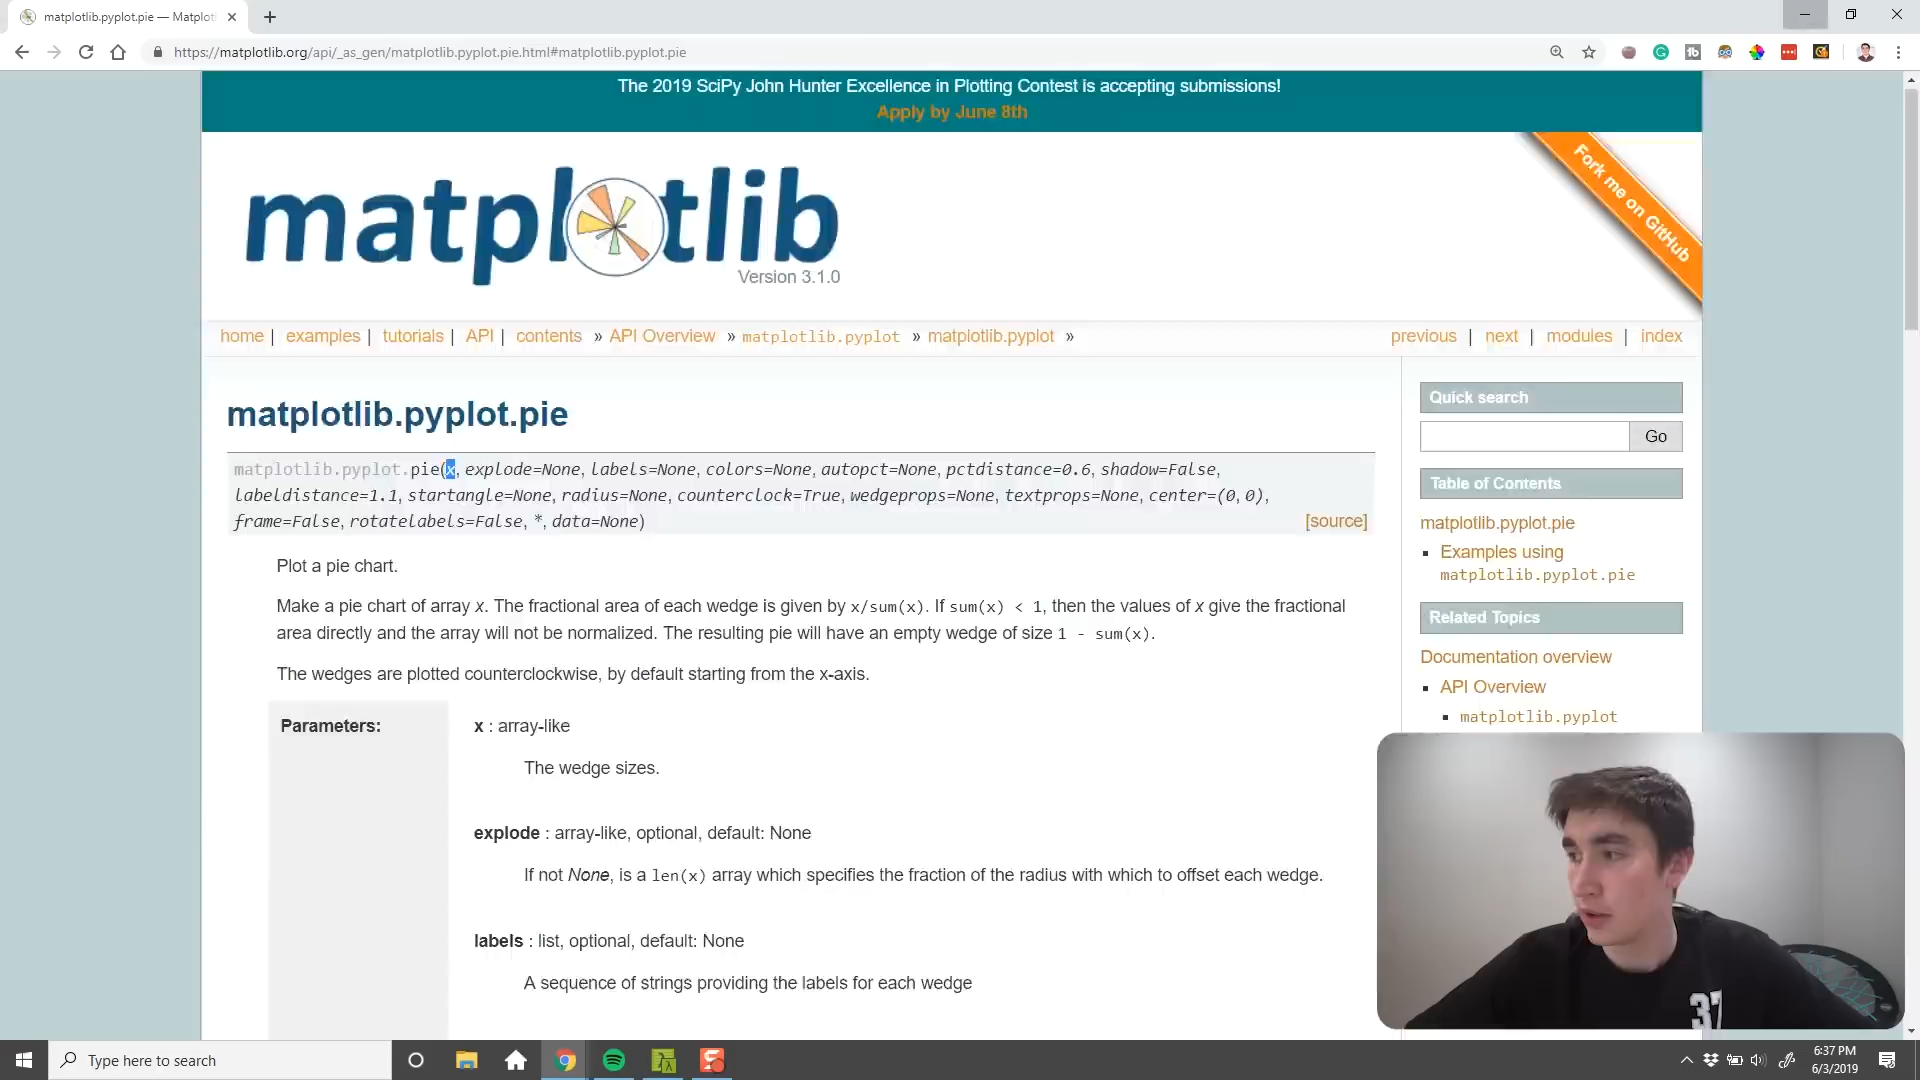 matplotlib.pyplot.pie — Matplotl
https://matplotlib.org/api/_as_gen/matplotlib.pyplot.pie.html#matplotlib.pyplot.pie
The 2019 SciPy John Hunter Excellence in Plotting Contest is accepting submissions!
Apply by June 8th
matplotlib
Version 3.1.0
Fork me on GitHub
home | examples | tutorials | API | contents » API Overview » matplotlib.pyplot » matplotlib.pyplot »
previous | next | modules | index
matplotlib.pyplot.pie
matplotlib.pyplot.pie(x, explode=None, labels=None, colors=None, autopct=None, pctdistance=0.6, shadow=False,
labeldistance=1.1, startangle=None, radius=None, counterclock=True, wedgeprops=None, textprops=None, center=(0, 0),
frame=False, rotatelabels=False, *, data=None)
[source]
Plot a pie chart.
Make a pie chart of array x. The fractional area of each wedge is given by x/sum(x). If sum(x) < 1, then the values of x give the fractional
area directly and the array will not be normalized. The resulting pie will have an empty wedge of size 1 - sum(x).
The wedges are plotted counterclockwise, by default starting from the x-axis.
Parameters:
x : array-like
The wedge sizes.
explode : array-like, optional, default: None
If not None, is a len(x) array which specifies the fraction of the radius with which to offset each wedge.
labels : list, optional, default: None
A sequence of strings providing the labels for each wedge
Quick search
Go
Table of Contents
matplotlib.pyplot.pie
Examples using
matplotlib.pyplot.pie
Related Topics
Documentation overview
API Overview
matplotlib.pyplot
37
Type here to search
6:37 PM
6/3/2019